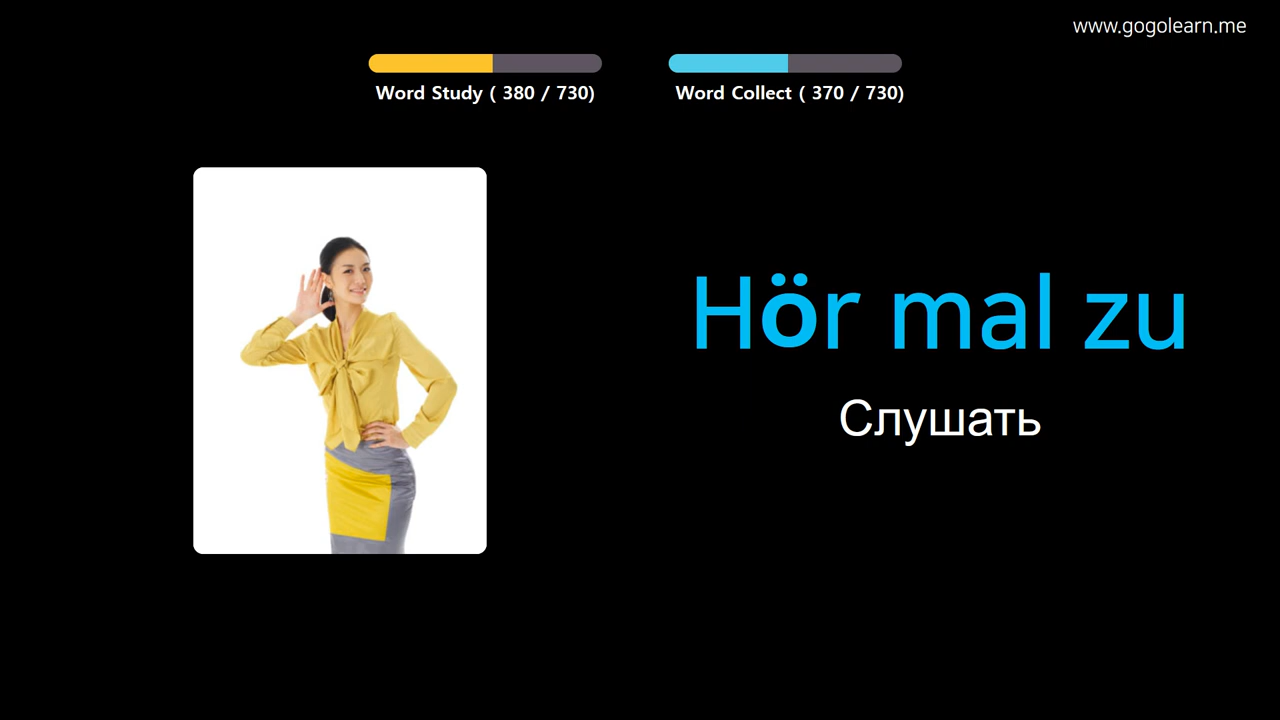 www.gogolearn.me
Word Study ( 380 / 730)
Word Collect ( 370 / 730)
Hör mal zu
Слушать